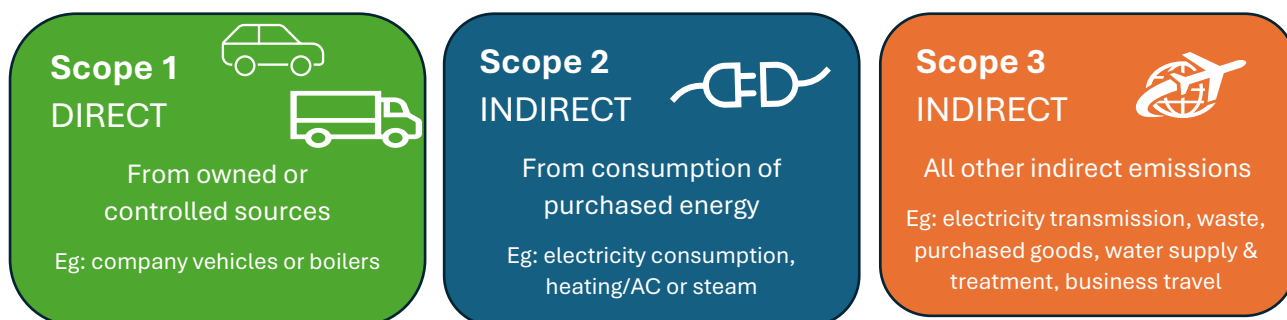 Scope 1
DIRECT
From owned or
controlled sources
Eg: company vehicles or boilers
Scope 2
INDIRECT
From consumption of
purchased energy
Eg: electricity consumption,
heating/AC or steam
Scope 3
INDIRECT
All other indirect emissions
Eg: electricity transmission, waste,
purchased goods, water supply &
treatment, business travel